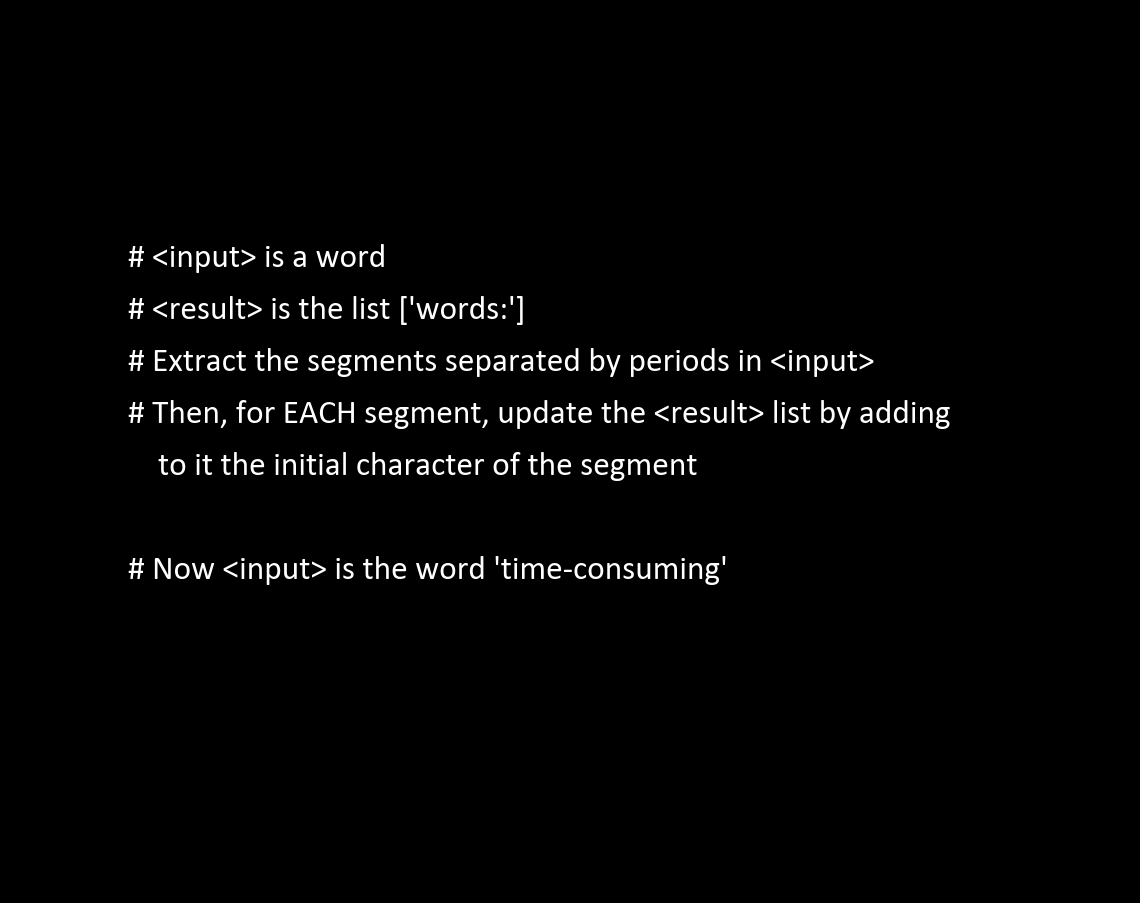 # <input> is a word
# <result> is the list ['words:']
# Extract the segments separated by periods in <input>
# Then, for EACH segment, update the <result> list by adding
to it the initial character of the segment
# Now <input> is the word 'time-consuming'